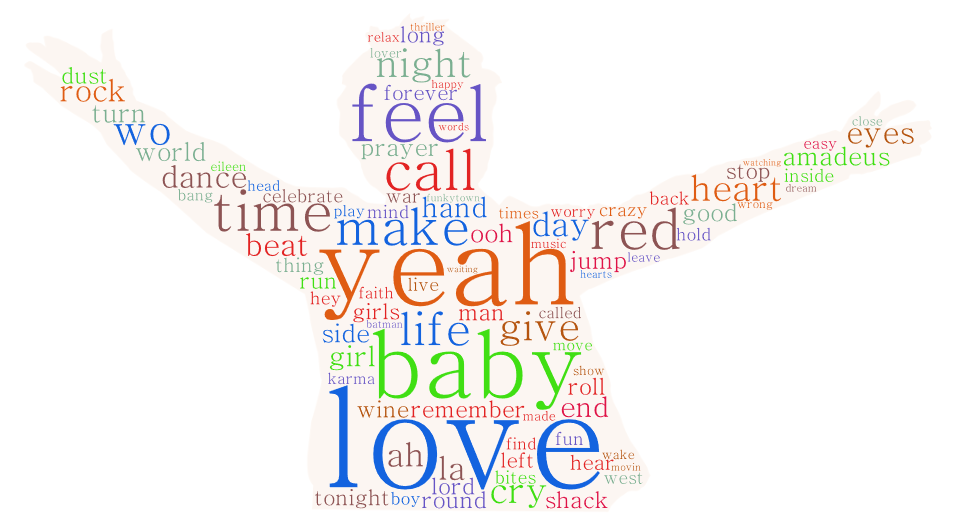 thriller
relax long
lover
night
happy
dust
forever
rock
feel
turn
words
close
wo
prayer
eyes
world
easy
eileen
call
watching
amadeus
dance
stop
inside
head
heart
dream
bang
celebrate
war
funkytown
back
wrong
time
play
mind
hand
times
worry
crazy
good
make
ooh
day
red
hold
beat
yeah
music
thing
waiting
jump
leave
hearts
run
live
hey
faith
girls
man
called
batman
side
life
give
girl
baby
move
karma
show
roll
love
wine
remember
made
end
find
fun
ah
la
left
hear
wake
movin
west
lord
bites
tonight
boy
round
cry
shack